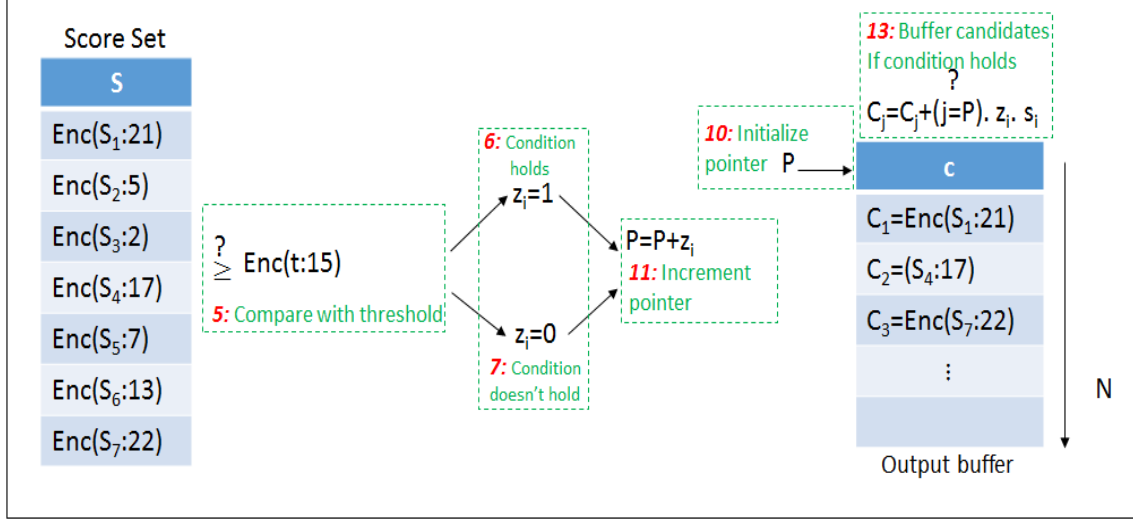 Score Set
S
Enc(S₁:21)
Enc(S₂:5)
Enc(S₃:2)
Enc(S₄:17)
Enc(S₅:7)
Enc(S₆:13)
Enc(S₇:22)
?
≥ Enc(t:15)
5: Compare with threshold
6: Condition
holds
zᵢ=1
zᵢ=0
7: Condition
doesn't hold
P=P+zᵢ
11: Increment
pointer
10: Initialize
pointer P
13: Buffer candidates
If condition holds
?
Cⱼ=Cⱼ+(j=P). zᵢ. sᵢ
c
C₁=Enc(S₁:21)
C₂=(S₄:17)
C₃=Enc(S₇:22)
⋮
N
Output buffer